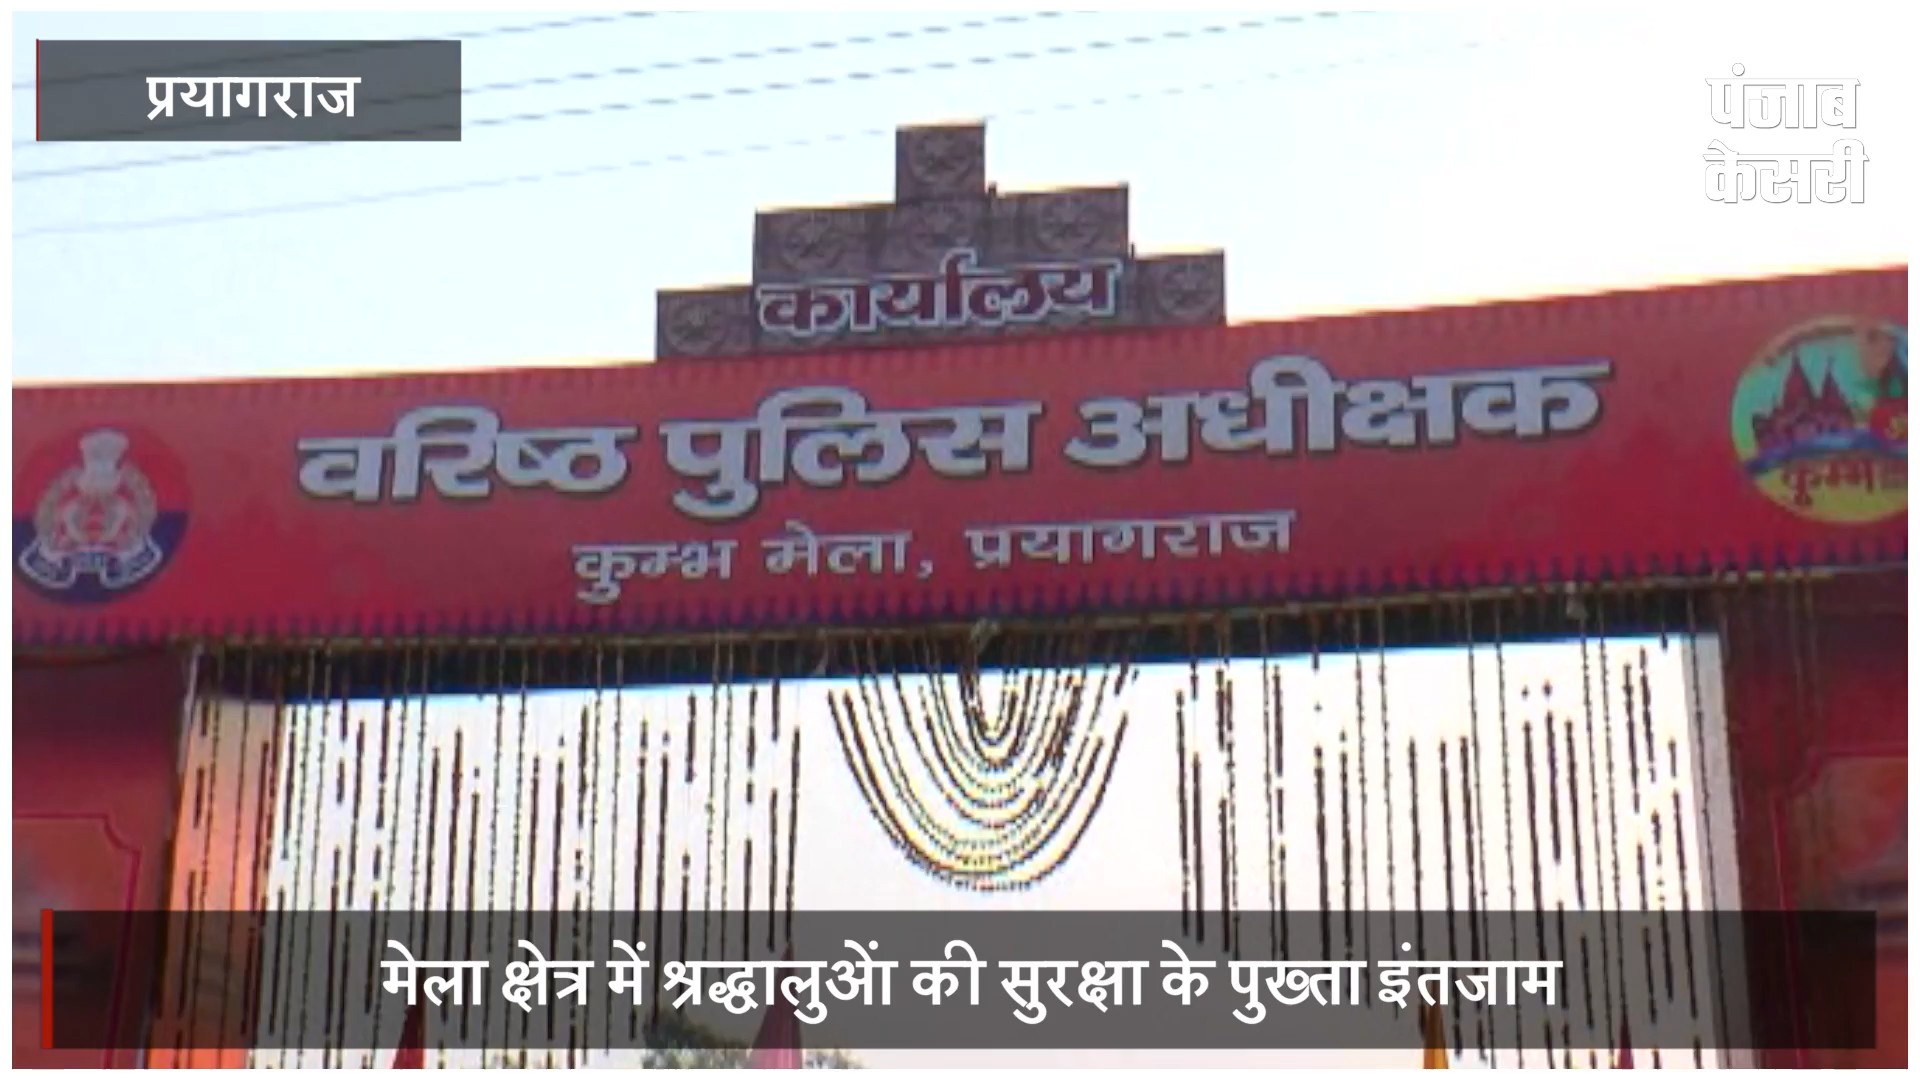 प्रयागराज
पंजाब
केसरी
कार्यालय
वरिष्ठ पुलिस अधीक्षक
कुम्भ मेला, प्रयागराज
कुम्भ
मेला क्षेत्र में श्रद्धालुओं की सुरक्षा के पुख्ता इंतजाम